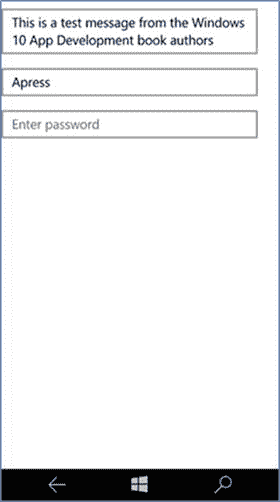 This is a test message from the Windows
10 App Development book authors
Apress
Enter password